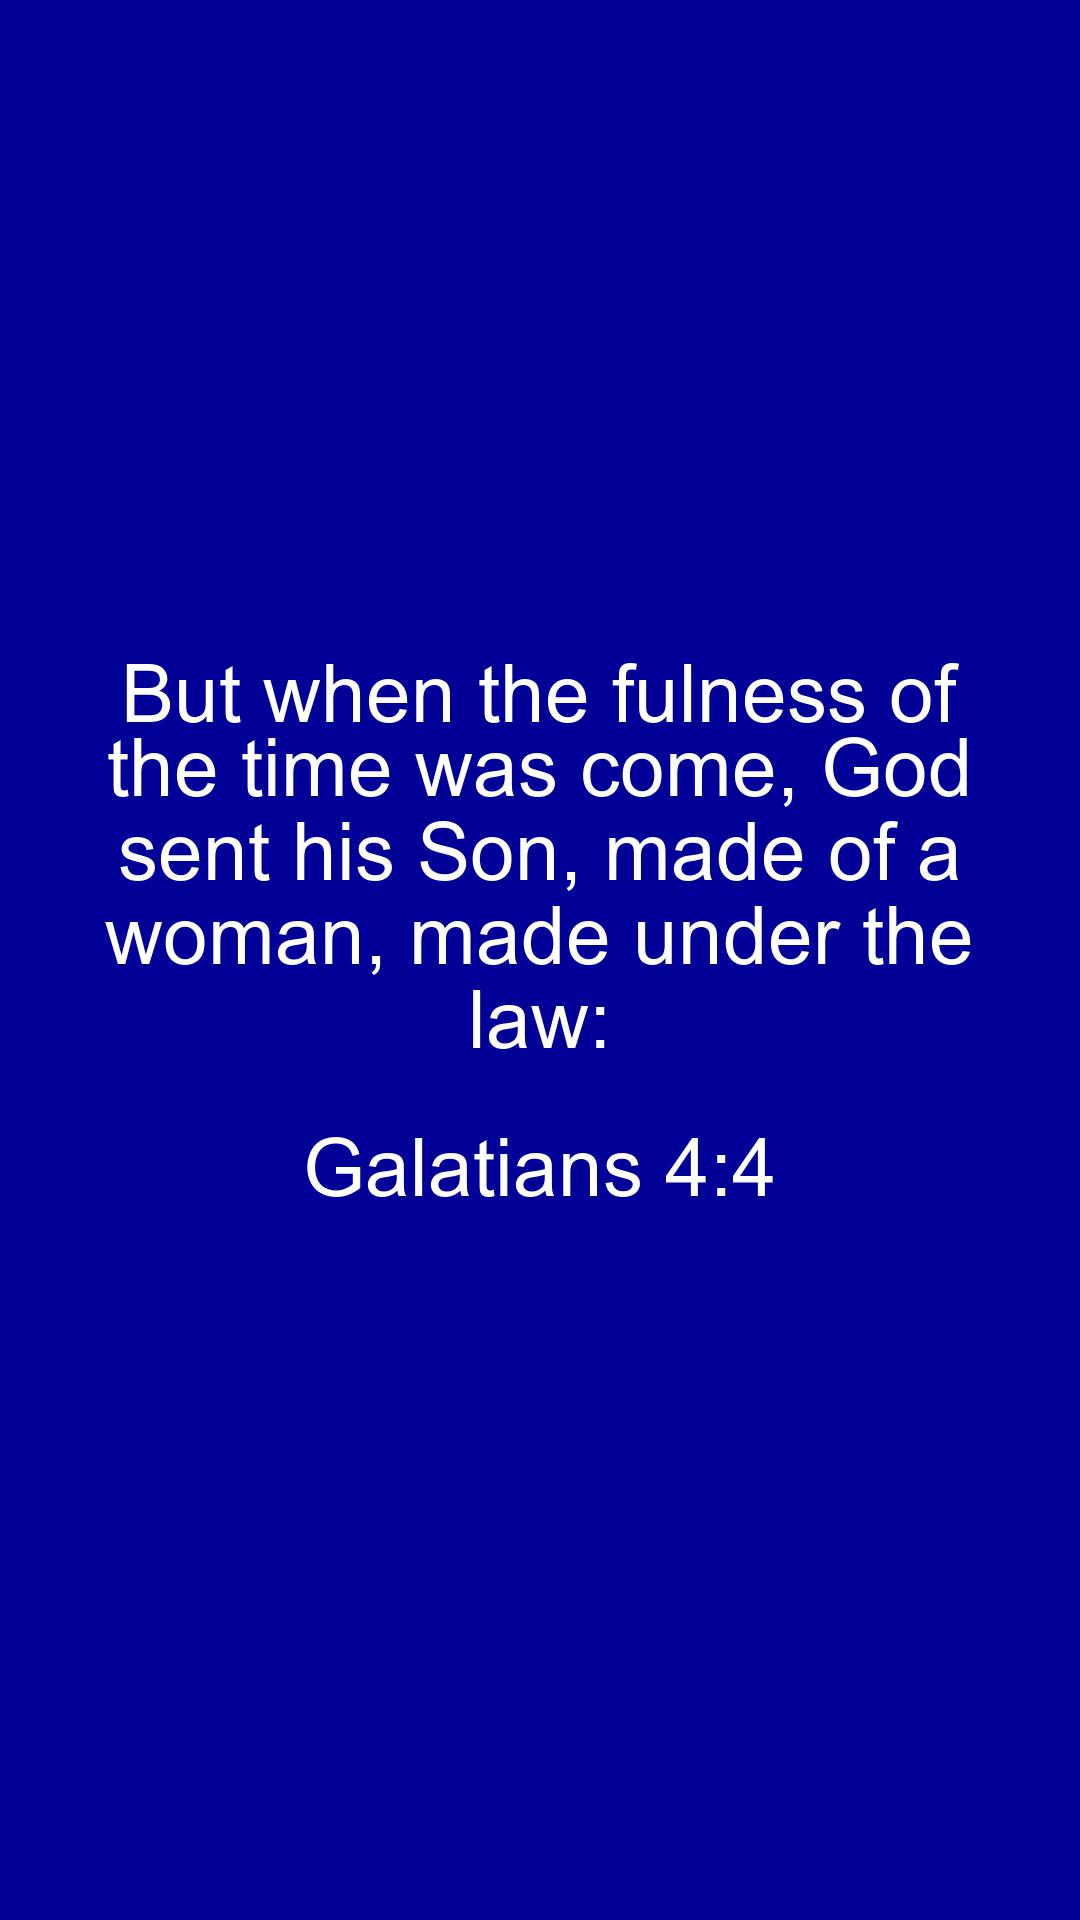 But when the fulness of
the time was come, God
sent his Son, made of a
woman, made under the
law:
Galatians 4:4